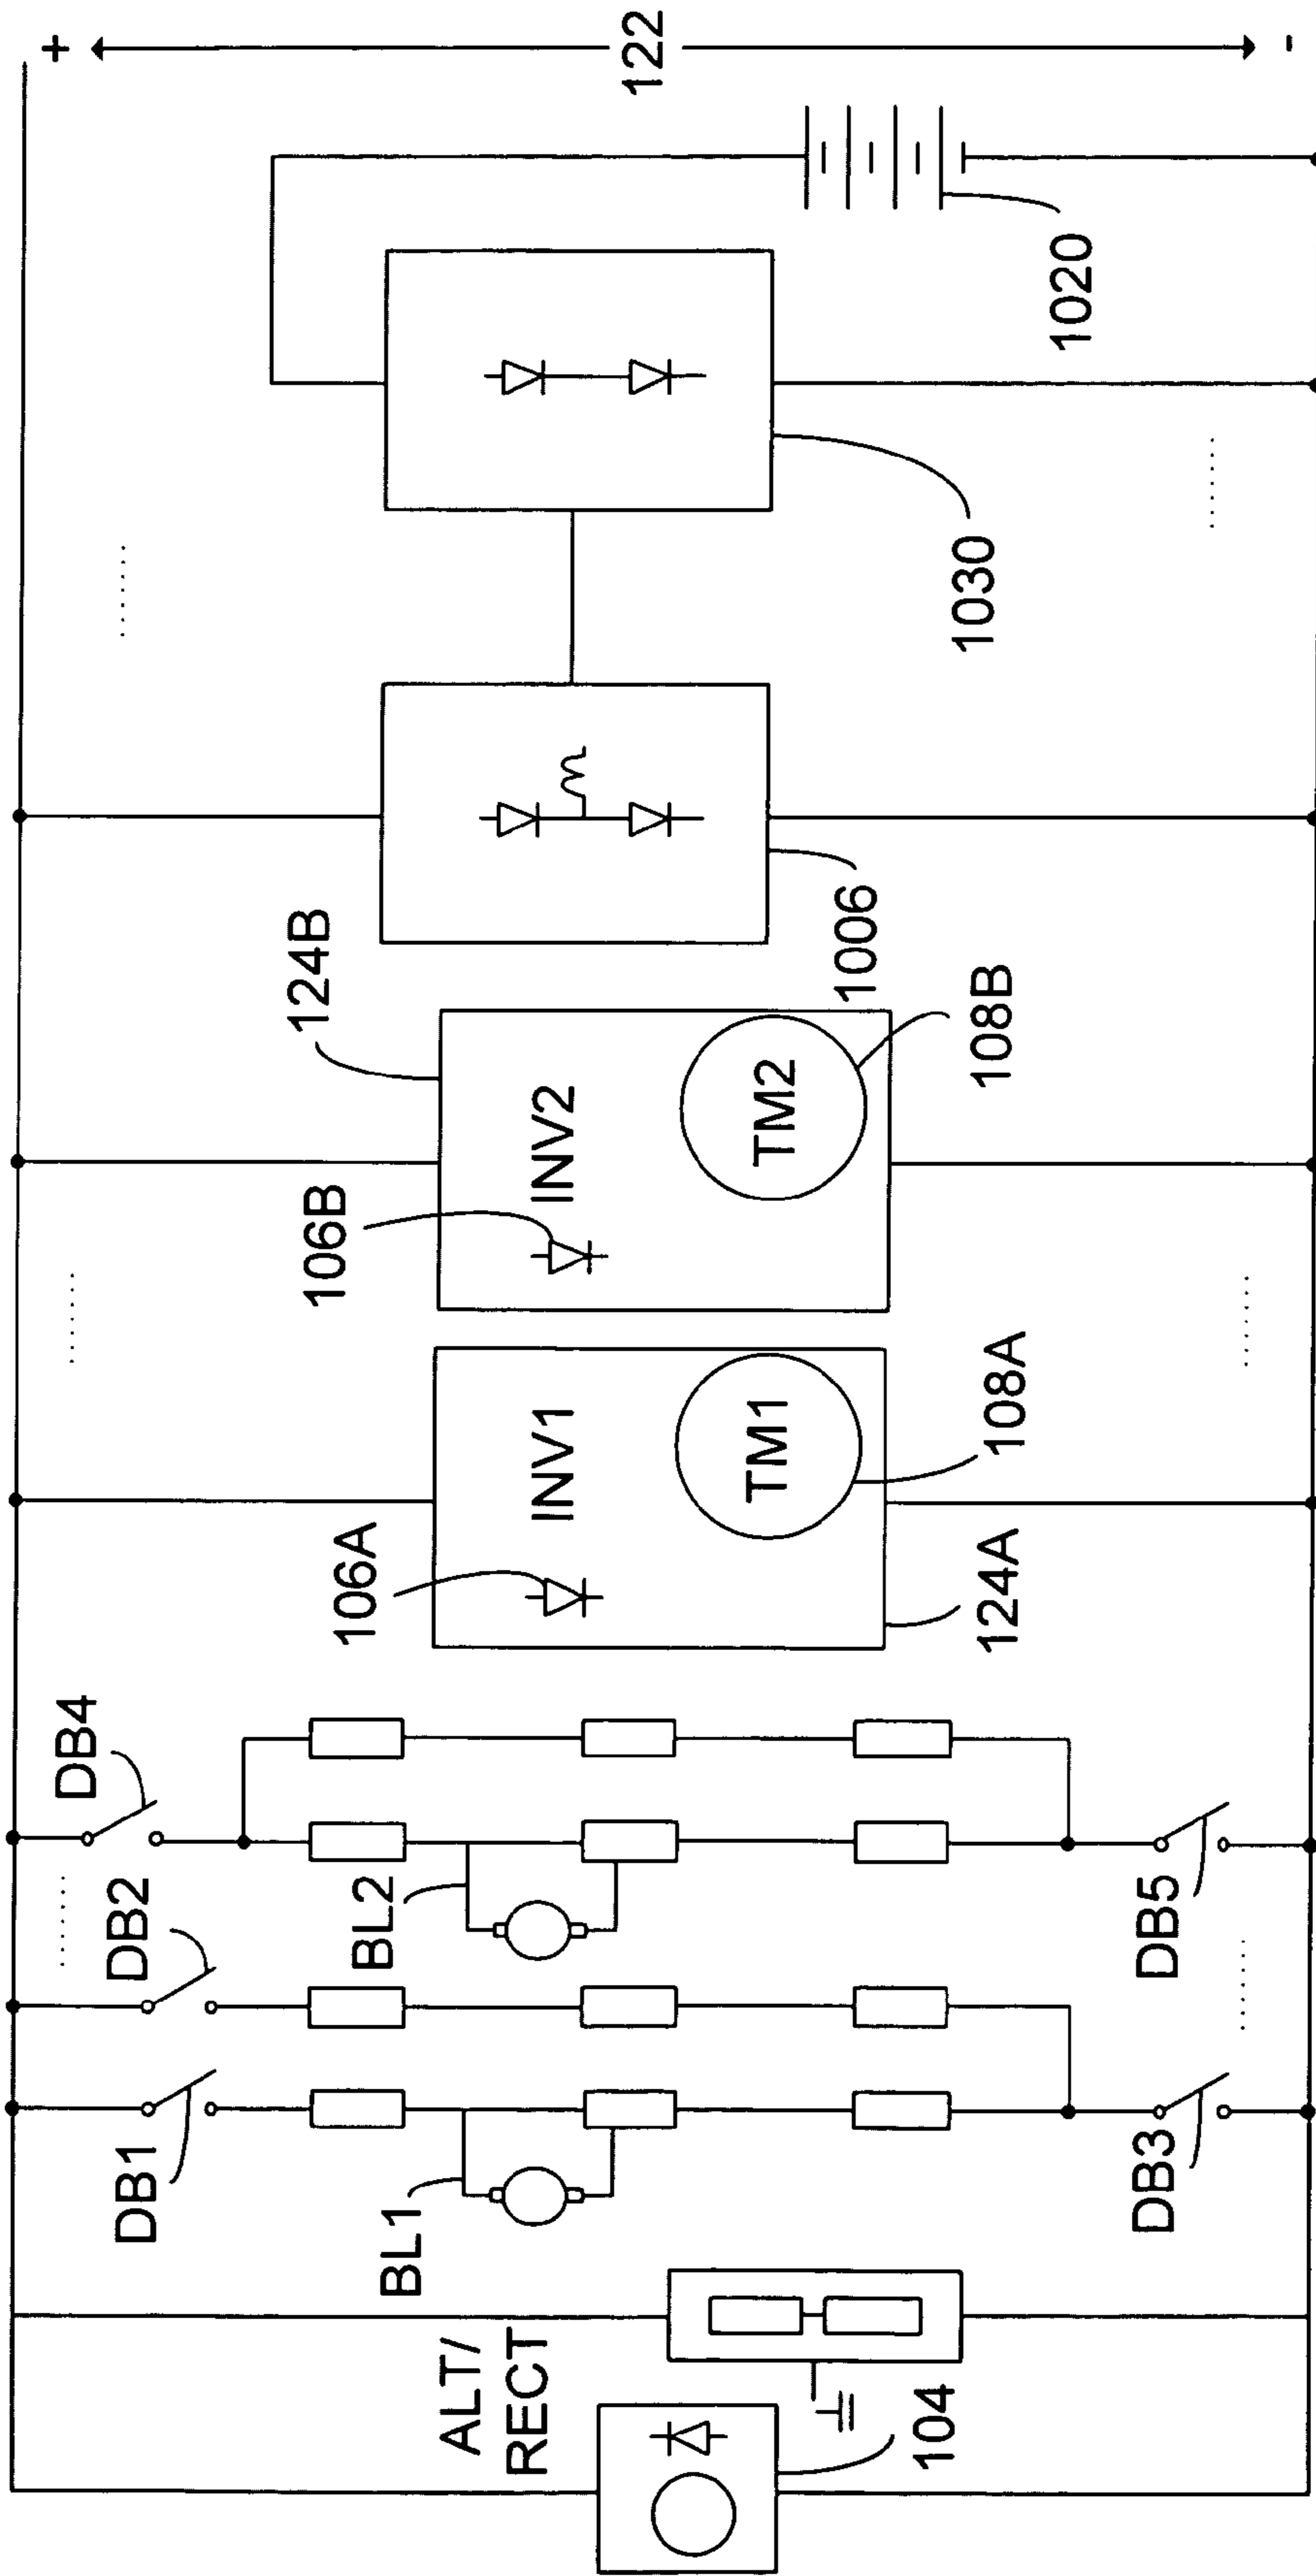 +
122
-
1020
1030
1006
124B
106B
INV2
TM2
108B
106A
INV1
TM1
108A
124A
DB4
DB2
BL2
DB5
DB1
BL1
DB3
ALT/
RECT
104